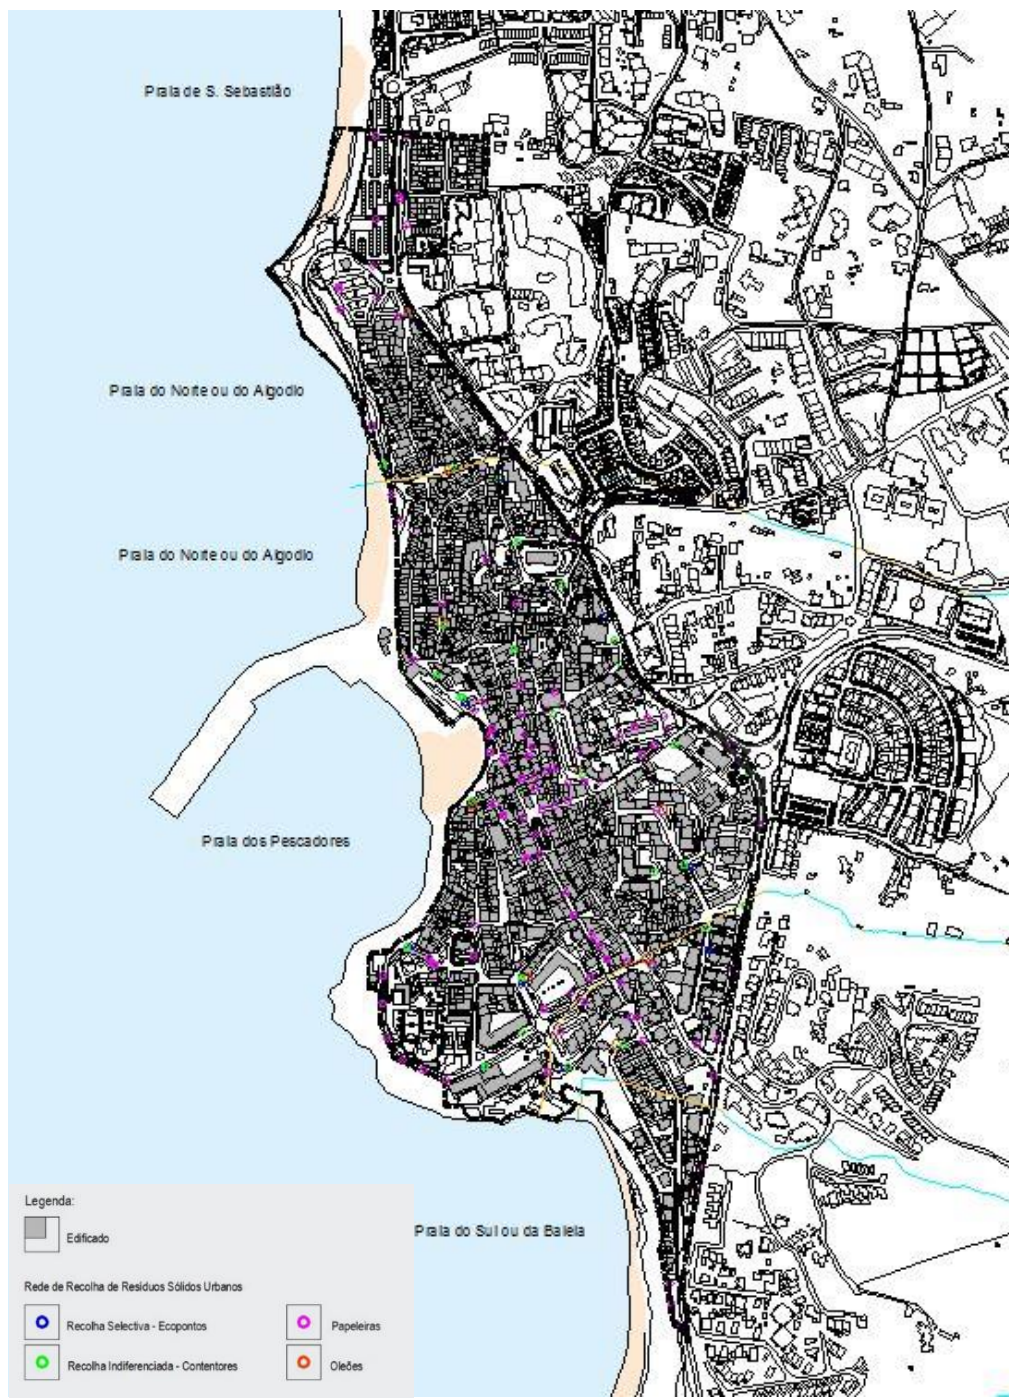 Praia de S. Sebastião
Praia do Norte ou do Algodio
Praia do Norte ou do Algodio
Praia dos Pescadores
Praia do Sul ou da Baleia
Legenda:
Edificado
Rede de Recolha de Resíduos Sólidos Urbanos
Recolha Selectiva - Ecopontos
Papeleiras
Recolha Indiferenciada - Contentores
Oleões